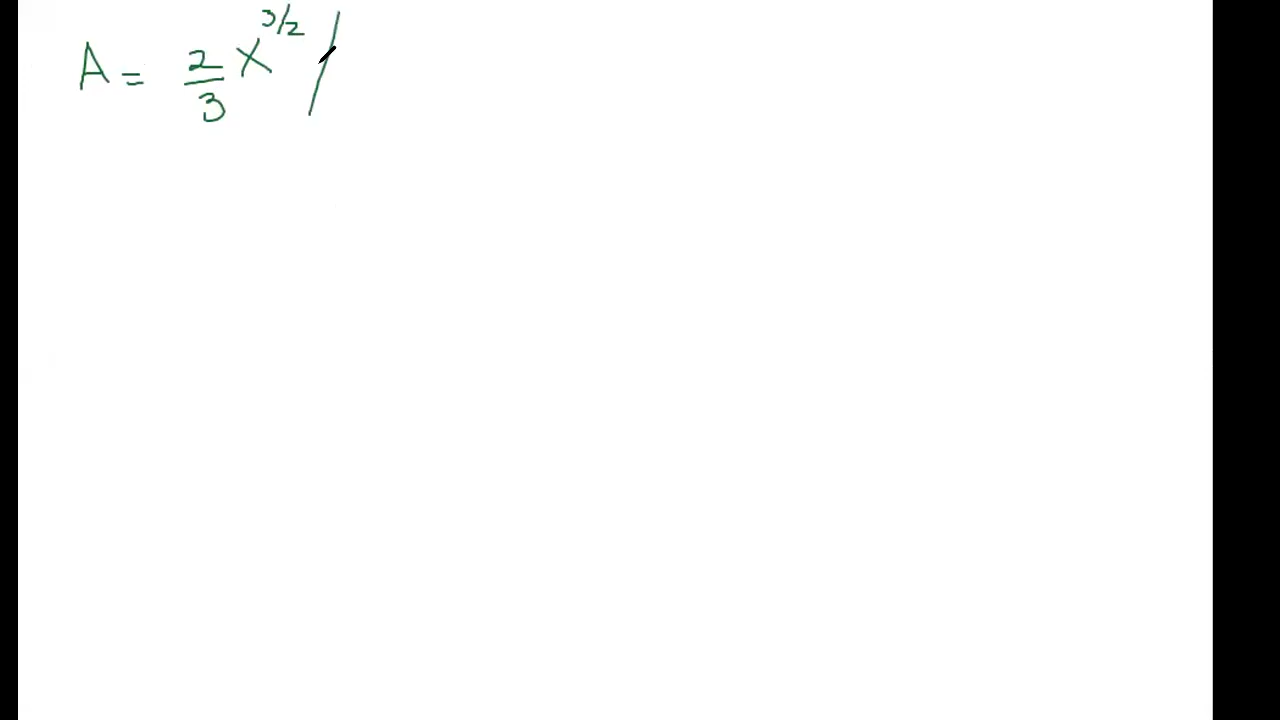 A = 2/3 x^{3/2} /